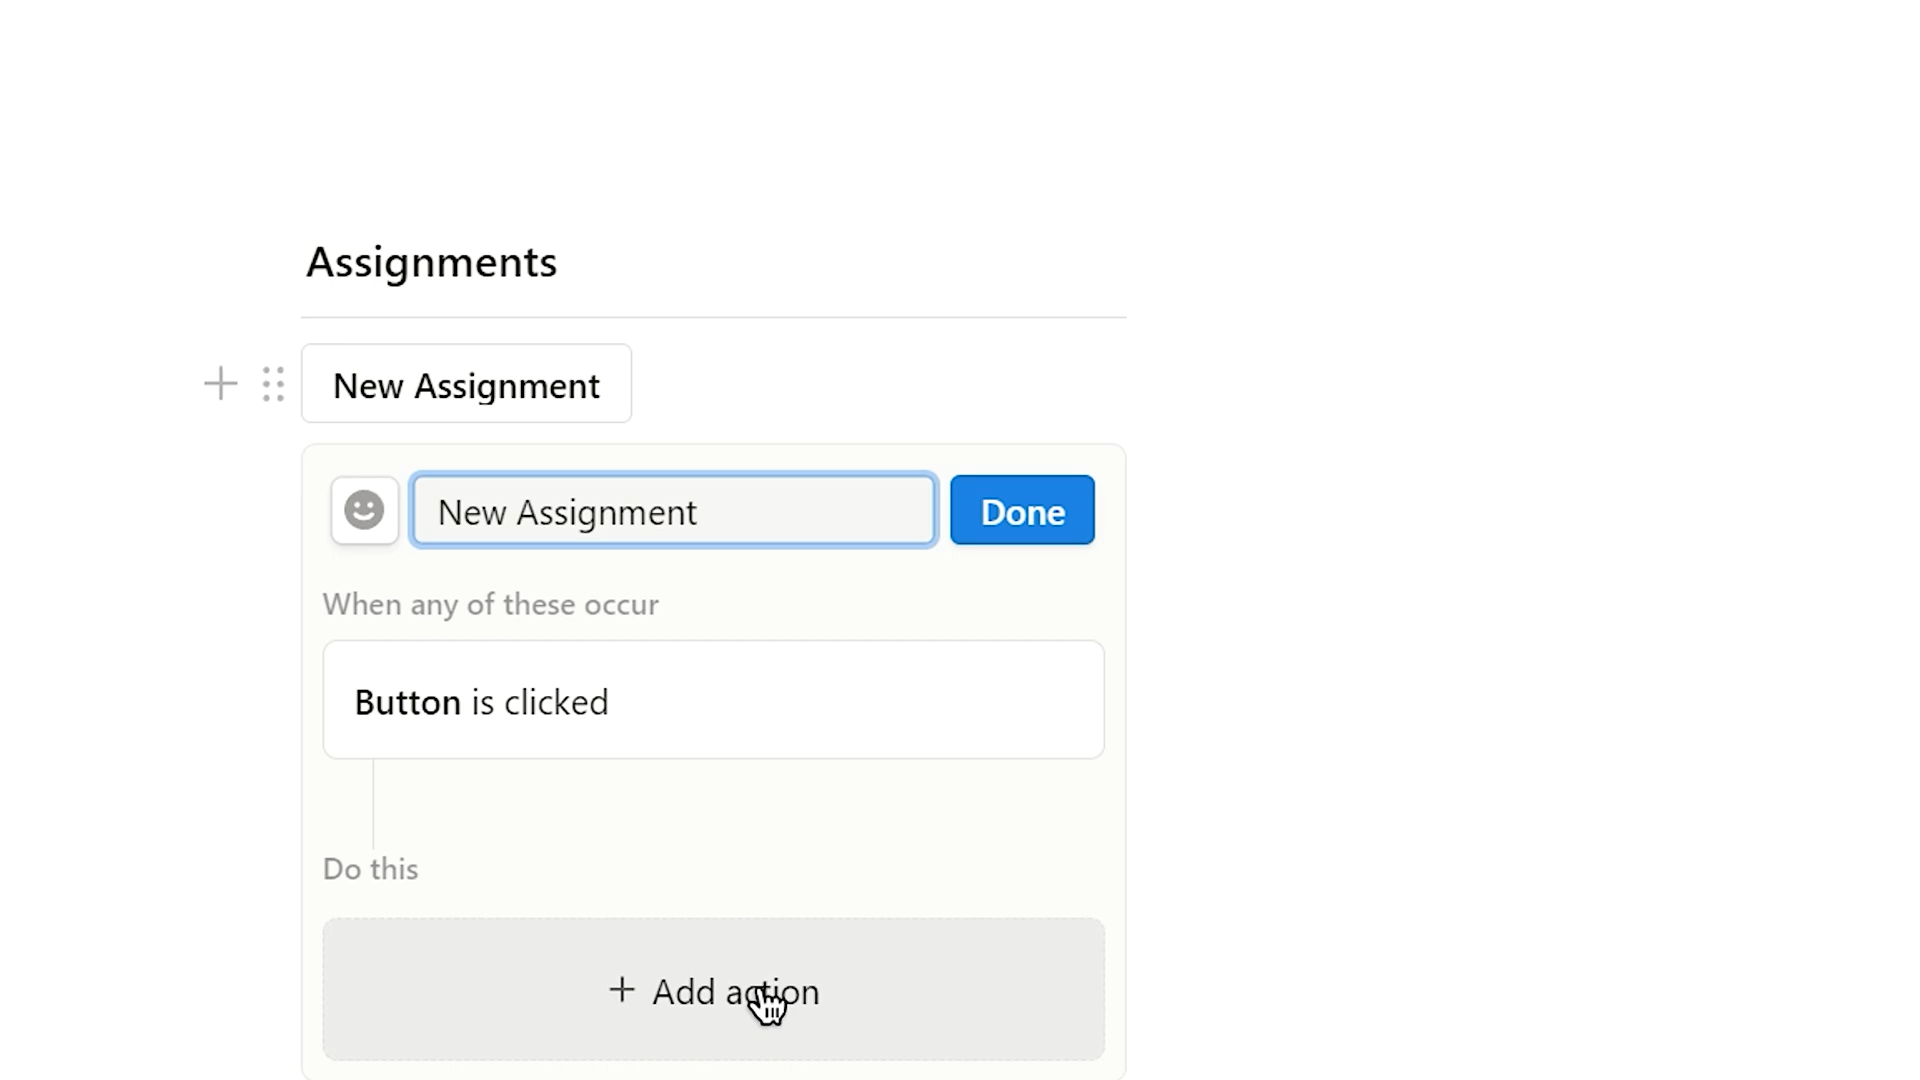 Assignments
New Assignment
New Assignment
Done
When any of these occur
Button is clicked
Do this
+ Add action